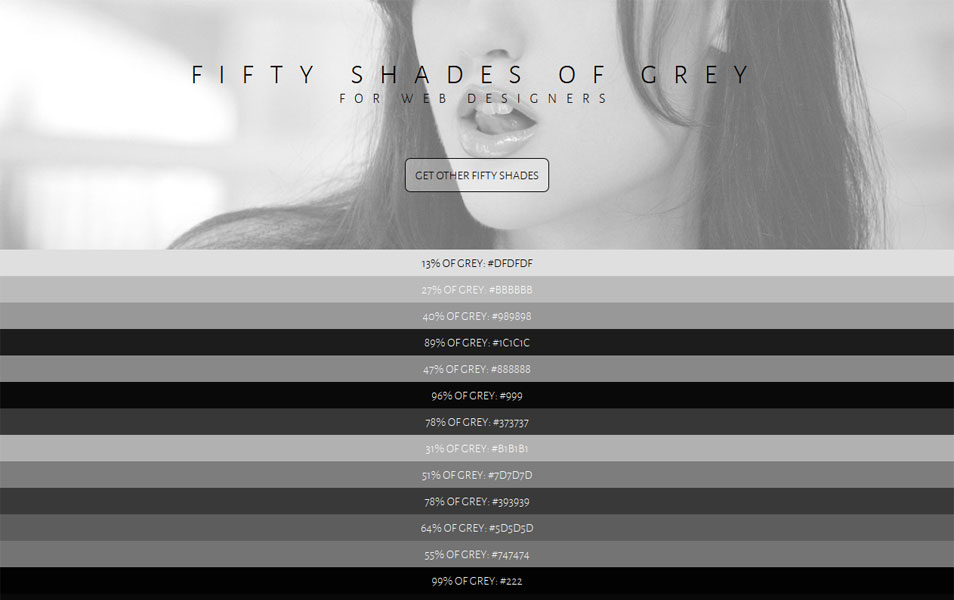 FIFTY SHADES OF GREY
FOR WEB DESIGNERS
GET OTHER FIFTY SHADES
13% OF GREY: #DFDFDF
27% OF GREY: #BBBBBB
40% OF GREY: #989898
89% OF GREY: #1C1C1C
47% OF GREY: #888888
96% OF GREY: #999
78% OF GREY: #373737
31% OF GREY: #B1B1B1
51% OF GREY: #7D7D7D
78% OF GREY: #393939
64% OF GREY: #5D5D5D
55% OF GREY: #747474
99% OF GREY: #222